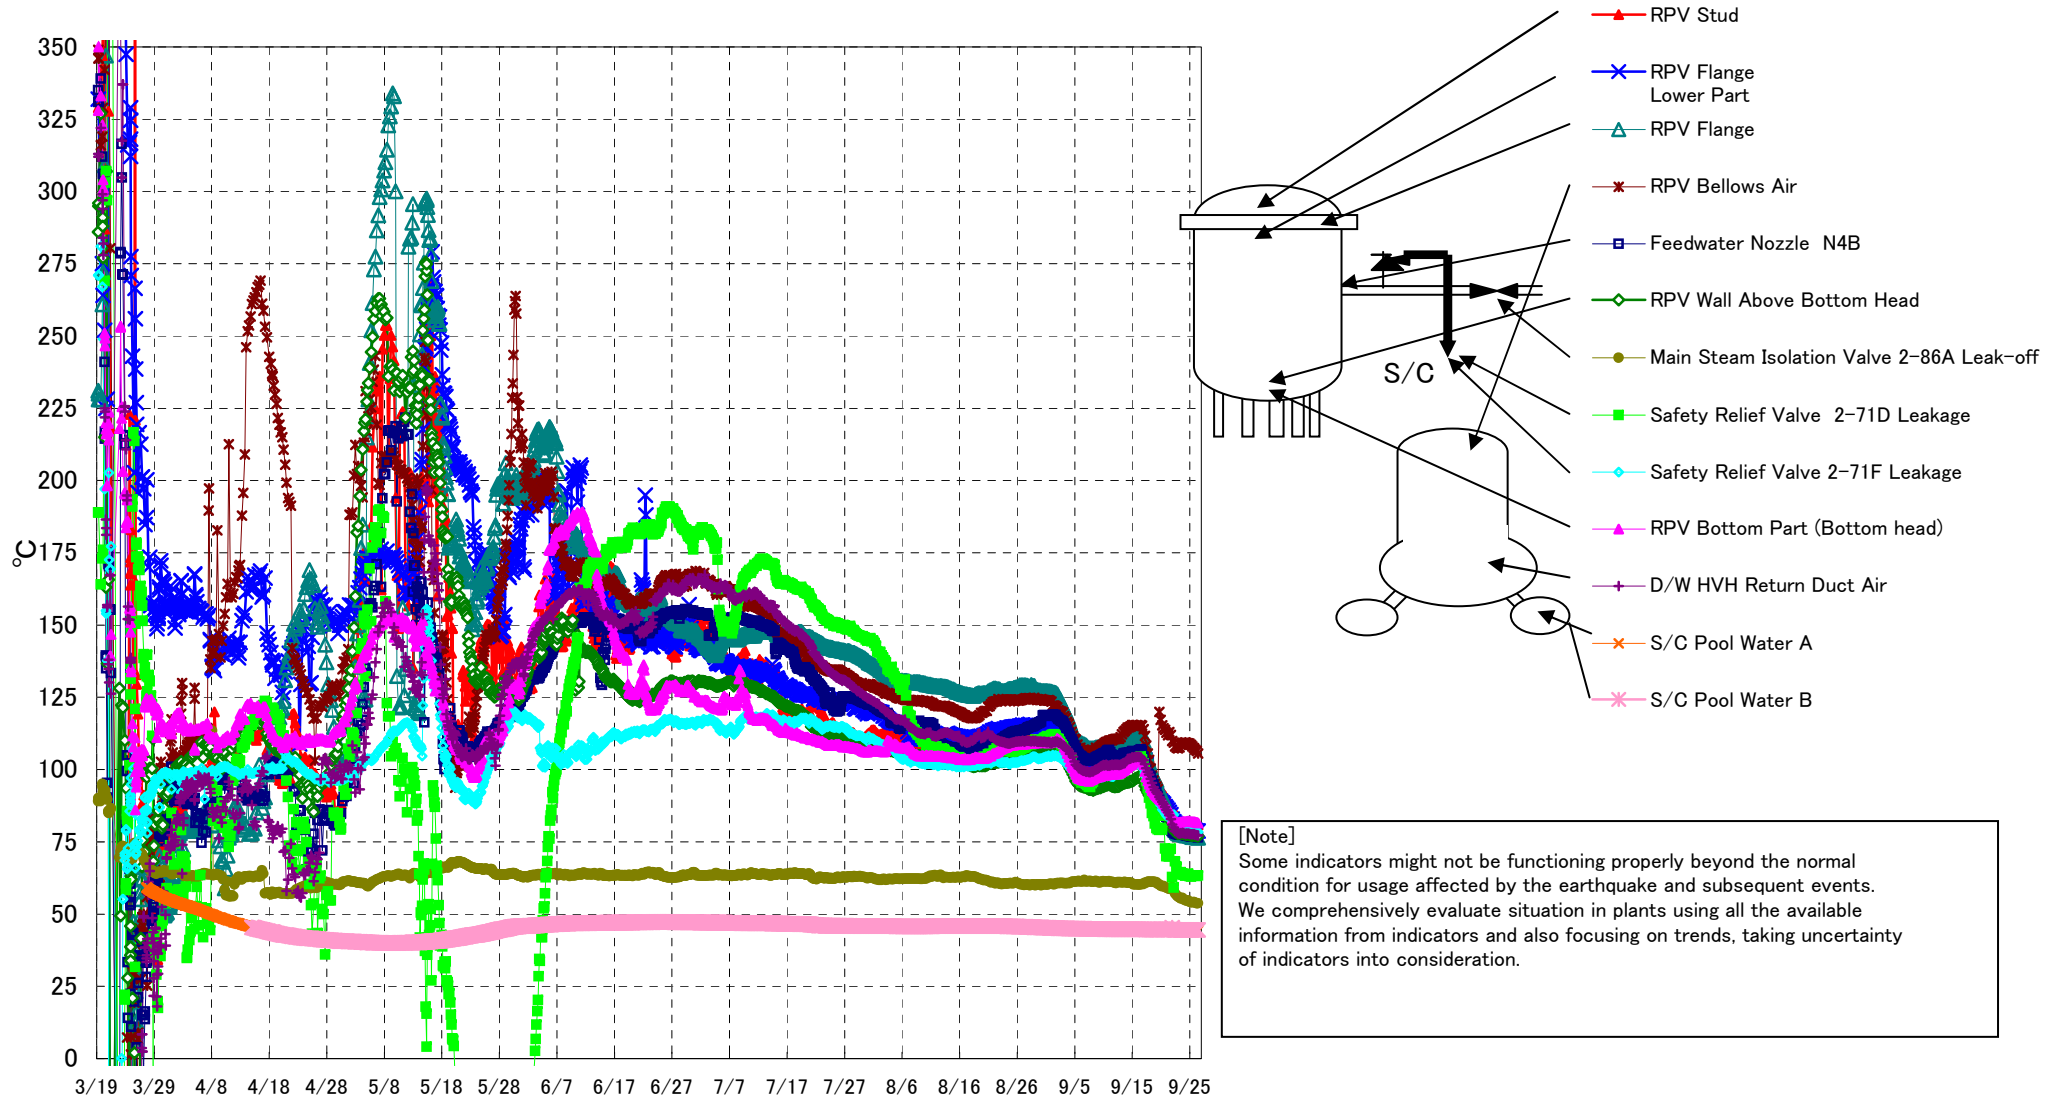 350
325
300
275
250
225
200
175
150
125
100
75
50
25
0
℃
3/19 3/29 4/8 4/18 4/28 5/8 5/18 5/28 6/7 6/17 6/27 7/7 7/17 7/27 8/6 8/16 8/26 9/5 9/15 9/25
RPV Stud
RPV Flange
Lower Part
RPV Flange
RPV Bellows Air
Feedwater Nozzle N4B
RPV Wall Above Bottom Head
Main Steam Isolation Valve 2-86A Leak-off
Safety Relief Valve 2-71D Leakage
Safety Relief Valve 2-71F Leakage
RPV Bottom Part (Bottom head)
D/W HVH Return Duct Air
S/C Pool Water A
S/C Pool Water B
S/C
[Note]
Some indicators might not be functioning properly beyond the normal
condition for usage affected by the earthquake and subsequent events.
We comprehensively evaluate situation in plants using all the available
information from indicators and also focusing on trends, taking uncertainty
of indicators into consideration.